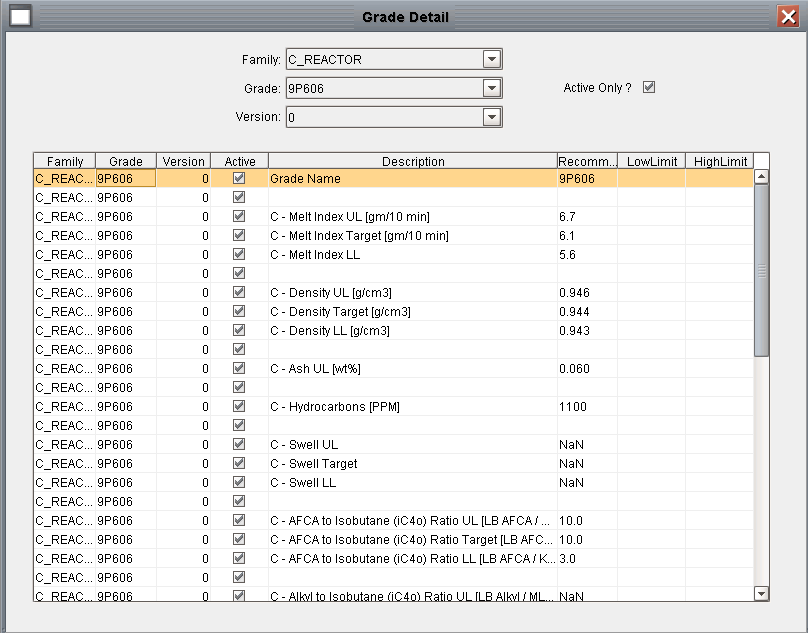 Grade Detail
Family: C_REACTOR
Grade: 9P606 Active Only ?
Version: 0
Family Grade Version Active Description Recomm... LowLimit HighLimit
C_REAC... 9P606 0 Grade Name 9P606
C_REAC... 9P606 0
C_REAC... 9P606 0 C - Melt Index UL [gm/10 min] 6.7
C_REAC... 9P606 0 C - Melt Index Target [gm/10 min] 6.1
C_REAC... 9P606 0 C - Melt Index LL 5.6
C_REAC... 9P606 0
C_REAC... 9P606 0 C - Density UL [g/cm3] 0.946
C_REAC... 9P606 0 C - Density Target [g/cm3] 0.944
C_REAC... 9P606 0 C - Density LL [g/cm3] 0.943
C_REAC... 9P606 0
C_REAC... 9P606 0 C - Ash UL [wt%] 0.060
C_REAC... 9P606 0
C_REAC... 9P606 0 C - Hydrocarbons [PPM] 1100
C_REAC... 9P606 0
C_REAC... 9P606 0 C - Swell UL NaN
C_REAC... 9P606 0 C - Swell Target NaN
C_REAC... 9P606 0 C - Swell LL NaN
C_REAC... 9P606 0
C_REAC... 9P606 0 C - AFCA to Isobutane (iC4o) Ratio UL [LB AFCA / ... 10.0
C_REAC... 9P606 0 C - AFCA to Isobutane (iC4o) Ratio Target [LB AFC... 10.0
C_REAC... 9P606 0 C - AFCA to Isobutane (iC4o) Ratio LL [LB AFCA / K... 3.0
C_REAC... 9P606 0
C_REAC... 9P606 0 C - Alkyl to Isobutane (iC4o) Ratio UL [LB Alkyl / ML... NaN